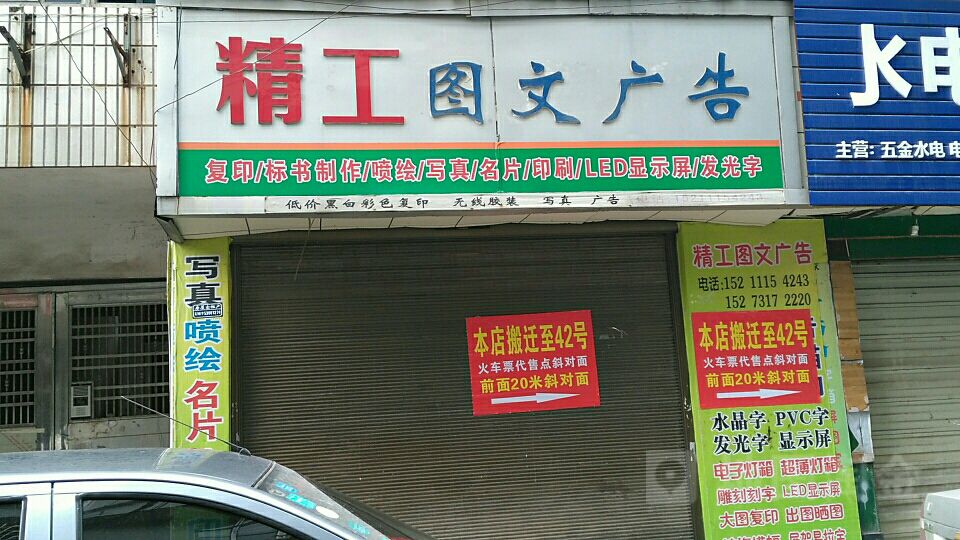 精工图文广告
复印/标书制作/喷绘/写真/名片/印刷/LED显示屏/发光字
低价黑白彩色复印 无线胶装 写真 广告
水电
主营:五金水电
写真
喷绘
名片
本店搬迁至42号
火车票代售点斜对面
前面20米斜对面
精工图文广告
电话:152 1115 4243
152 7317 2220
本店搬迁至42号
火车票代售点斜对面
前面20米斜对面
水晶字 PVC字
发光字 显示屏
电子灯箱 超薄灯箱
雕刻刻字 LED显示屏
大图复印 出图晒图